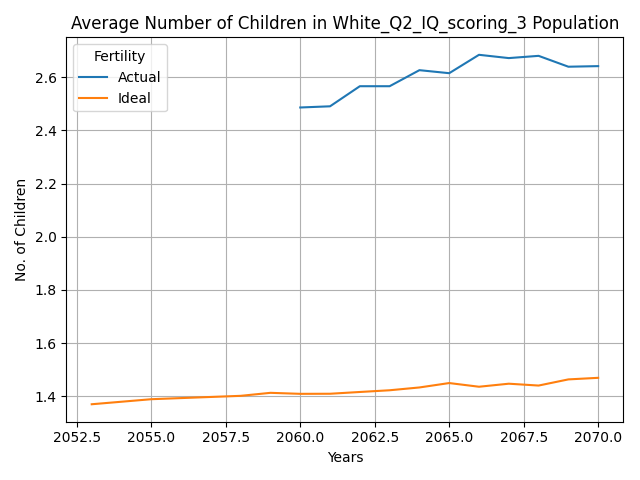 Average Number of Children in White_Q2_IQ_scoring_3 Population
Fertility
Actual
Ideal
No. of Children
2.6
2.4
2.2
2.0
1.8
1.6
1.4
2052.5 2055.0 2057.5 2060.0 2062.5 2065.0 2067.5 2070.0
Years